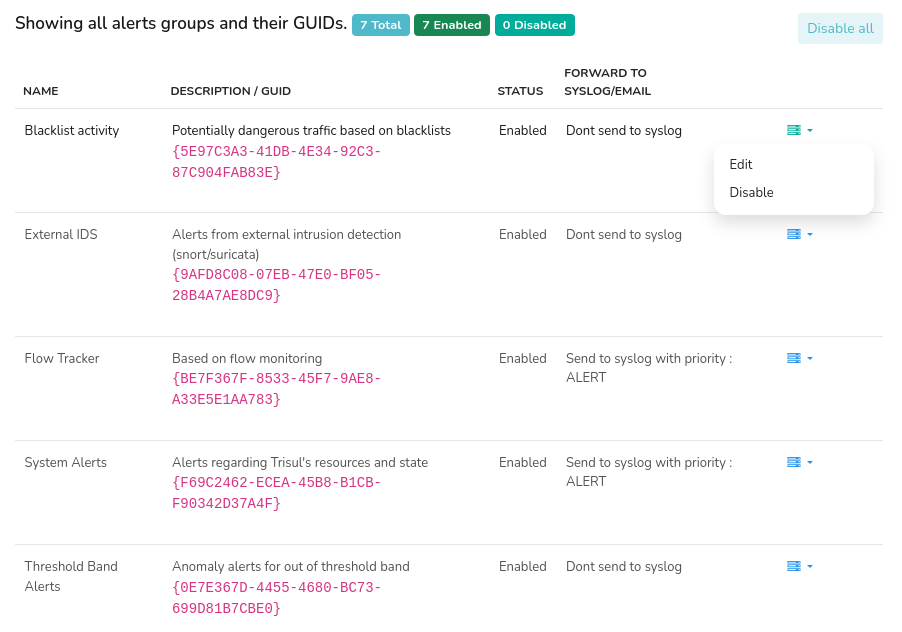 Showing all alerts groups and their GUIDs. 7 Total 7 Enabled 0 Disabled Disable all
NAME DESCRIPTION / GUID STATUS FORWARD TO
SYSLOG/EMAIL
Blacklist activity Potentially dangerous traffic based on blacklists Enabled Dont send to syslog
{5E97C3A3-41DB-4E34-92C3-
87C904FAB83E}
Edit
Disable
External IDS Alerts from external intrusion detection Enabled Dont send to syslog
(snort/suricata)
{9AFD8C08-07EB-47E0-BF05-
28B4A7AE8DC9}
Flow Tracker Based on flow monitoring Enabled Send to syslog with priority :
{BE7F367F-8533-45F7-9AE8- ALERT
A33E5E1AA783}
System Alerts Alerts regarding Trisul's resources and state Enabled Send to syslog with priority :
{F69C2462-ECEA-45B8-B1CB- ALERT
F90342D37A4F}
Threshold Band Anomaly alerts for out of threshold band Enabled Dont send to syslog
Alerts {0E7E367D-4455-4680-BC73-
699D81B7CBE0}